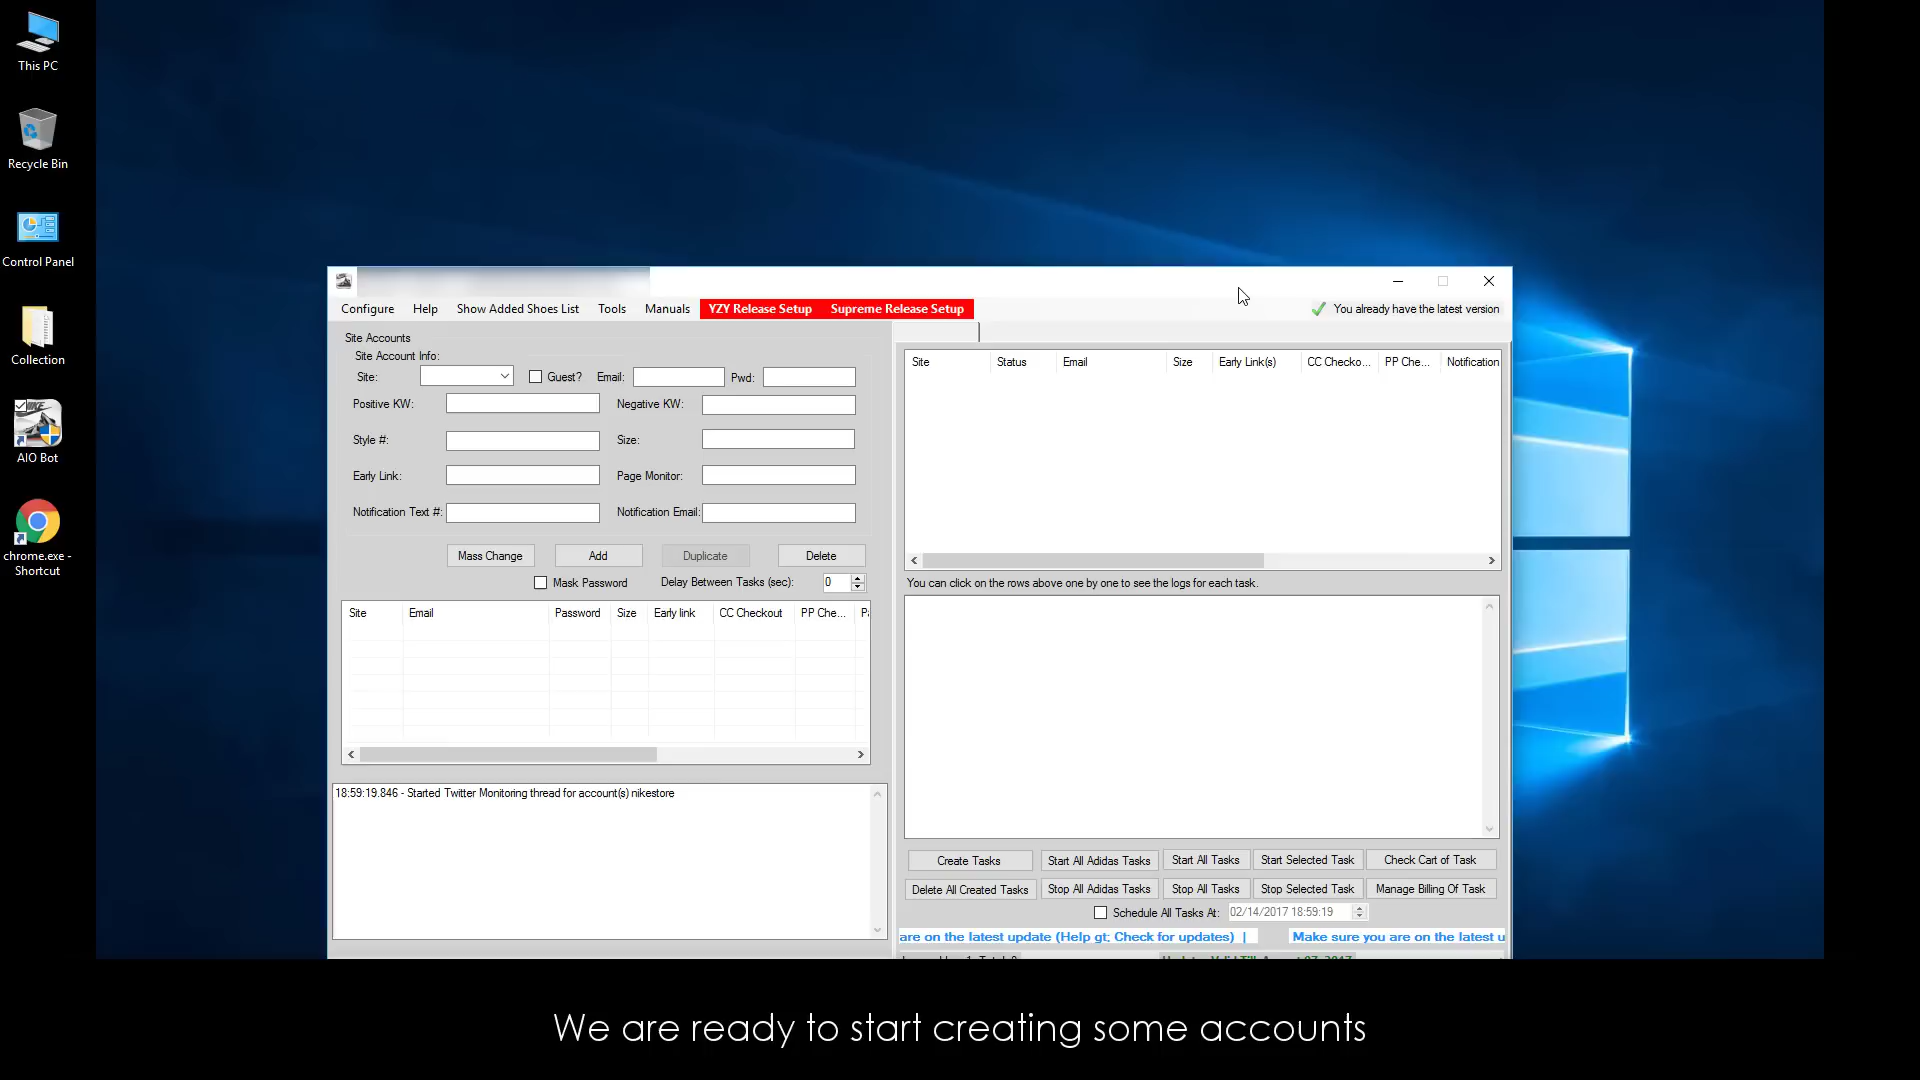 This PC
Recycle Bin
Control Panel
Collection
AIO Bot
chrome.exe -
Shortcut
Configure Help Show Added Shoes List Tools Manuals YZY Release Setup Supreme Release Setup You already have the latest version
Site Accounts
Site Account Info:
Site: Guest? Email: Pwd:
Positive KW: Negative KW:
Style #: Size:
Early Link: Page Monitor:
Notification Text #: Notification Email:
Mass Change Add Duplicate Delete
Mask Password Delay Between Tasks (sec): 0
Site Email Password Size Early link CC Checkout PP Che...
18:59:19.846 - Started Twitter Monitoring thread for account(s) nikestore
Site Status Email Size Early Link(s) CC Checko... PP Che... Notification
You can click on the rows above one by one to see the logs for each task.
Create Tasks Start All Adidas Tasks Start All Tasks Start Selected Task Check Cart of Task
Delete All Created Tasks Stop All Adidas Tasks Stop All Tasks Stop Selected Task Manage Billing Of Task
Schedule All Tasks At: 02/14/2017 18:59:19
are on the latest update (Help gt; Check for updates) | Make sure you are on the latest u
We are ready to start creating some accounts